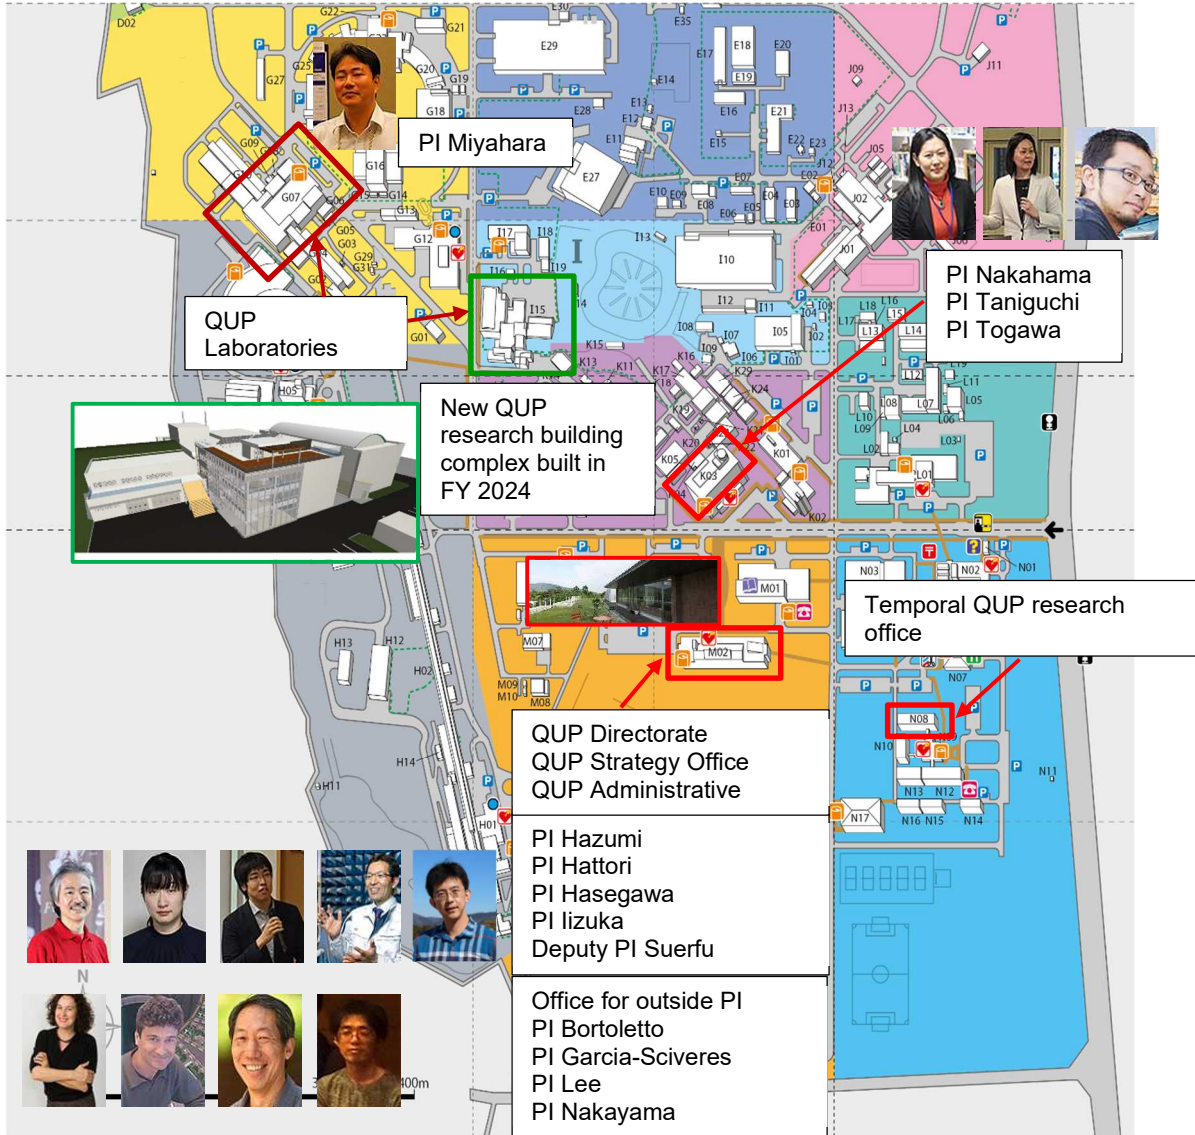 D02
G22
G21
E30
E35
E29
E17
E18
E20
E19
J11
J09
G27
G25
G20
G19
G18
E14
E28
E13
E12
E11
E16
E15
E21
E22
E23
J13
J12
J05
PI Miyahara
G09
G16
G15
G14
G07
G06
G13
G12
G05
G03
G29
G31
G02
G01
E27
E10
E09
E08
E07
E06
E05
E04
E03
E02
E01
J02
J01
I17
I18
I19
I16
I15
I
I13
I10
I12
I11
I08
I07
I09
I06
I05
I04
I03
I02
I01
PI Nakahama
PI Taniguchi
PI Togawa
QUP
Laboratories
L18
L16
L17
L15
L13
L14
L12
L19
L11
L10
L09
L08
L07
L06
L05
L04
L03
L02
L01
K15
K13
K11
K16
K17
K18
K19
K20
K29
K24
K05
K04
K03
K01
K02
H05
New QUP
research building
complex built in
FY 2024
N03
N02
N01
M01
Temporal QUP research
office
M07
M02
M09
M10
M08
H13
H12
H02
H14
H11
H01
N07
N08
N10
N13
N12
N11
N17
N16
N15
N14
QUP Directorate
QUP Strategy Office
QUP Administrative
PI Hazumi
PI Hattori
PI Hasegawa
PI Iizuka
Deputy PI Suerfu
Office for outside PI
PI Bortoletto
PI Garcia-Sciveres
PI Lee
PI Nakayama
N
400m